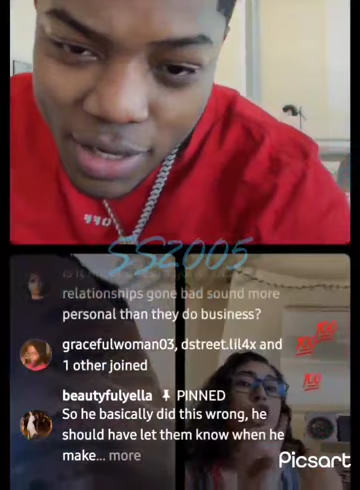 SS2005
relationships gone bad sound more
personal than they do business?
gracefulwoman03, dstreet.lil4x and
1 other joined
beautyfulyella PINNED
So he basically did this wrong, he
should have let them know when he
make... more
Picsart